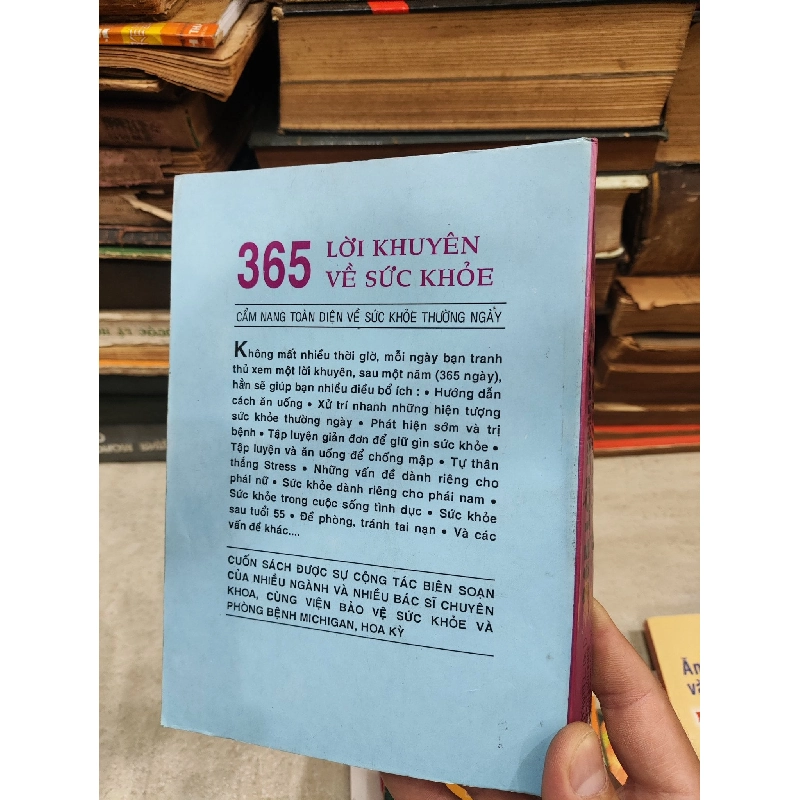 365 LỜI KHUYÊN
VỀ SỨC KHỎE
CẨM NANG TOÀN DIỆN VỀ SỨC KHỎE THƯỜNG NGÀY
Không mất nhiều thời giờ, mỗi ngày bạn tranh
thủ xem một lời khuyên, sau một năm (365 ngày),
hẳn sẽ giúp bạn nhiều điều bổ ích : • Hướng dẫn
cách ăn uống • Xử trí nhanh những hiện tượng
sức khỏe thường ngày • Phát hiện sớm và trị
bệnh • Tập luyện giản đơn để giữ gìn sức khỏe •
Tập luyện và ăn uống để chống mập • Tự thân
thắng Stress • Những vấn đề dành riêng cho
phái nữ • Sức khỏe dành riêng cho phái nam •
Sức khỏe trong cuộc sống tình dục • Sức khỏe
sau tuổi 55 • Đề phòng, tránh tai nạn • Và các
vấn đề khác....
CUỐN SÁCH ĐƯỢC SỰ CỘNG TÁC BIÊN SOẠN
CỦA NHIỀU NGÀNH VÀ NHIỀU BÁC SĨ CHUYÊN
KHOA, CÙNG VIỆN BẢO VỆ SỨC KHỎE VÀ
PHÒNG BỆNH MICHIGAN, HOA KỲ